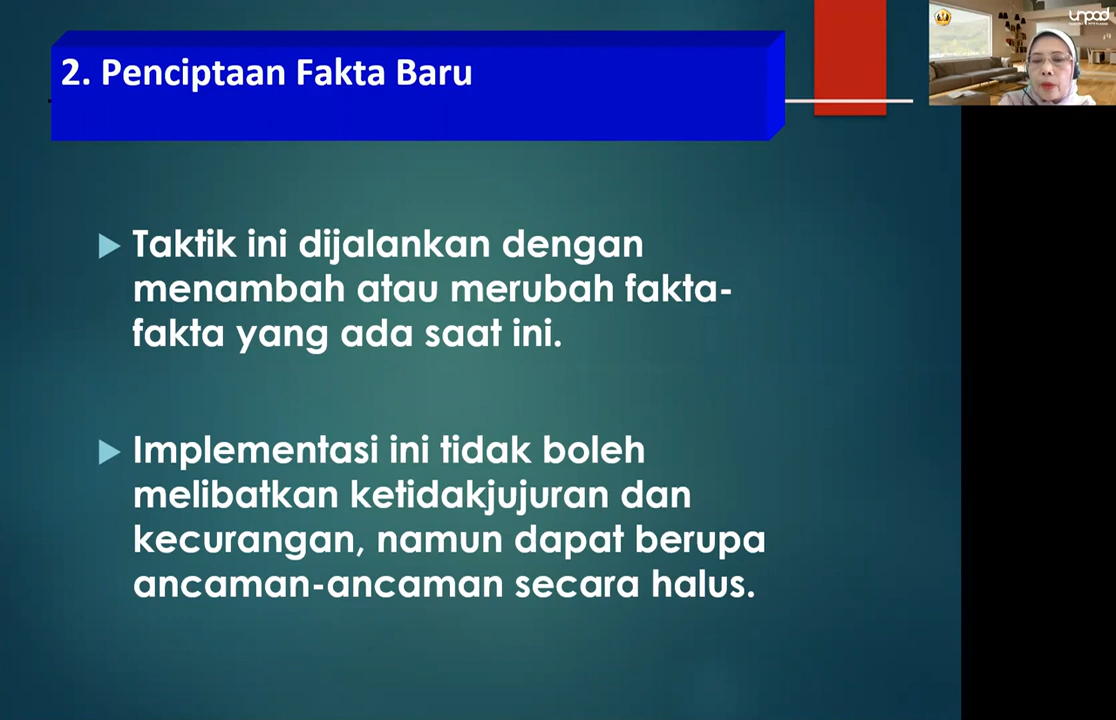 2. Penciptaan Fakta Baru
unpad
Taktik ini dijalankan dengan
menambah atau merubah fakta-
fakta yang ada saat ini.
Implementasi ini tidak boleh
melibatkan ketidakjujuran dan
kecurangan, namun dapat berupa
ancaman-ancaman secara halus.